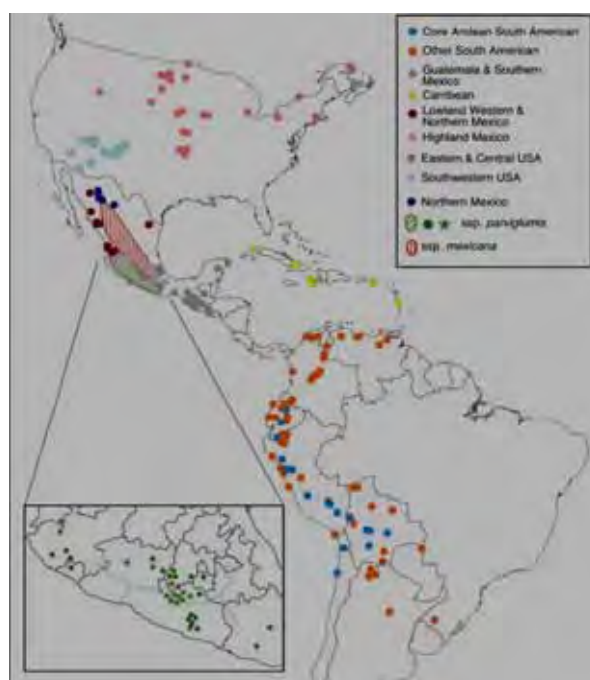 Core Andean South American
Other South American
Guatemala & Southern
Mexico
Carribean
Lowland Western &
Northern Mexico
Highland Mexico
Eastern & Central USA
Southwestern USA
Northern Mexico
ssp. parviglumis
ssp. mexicana